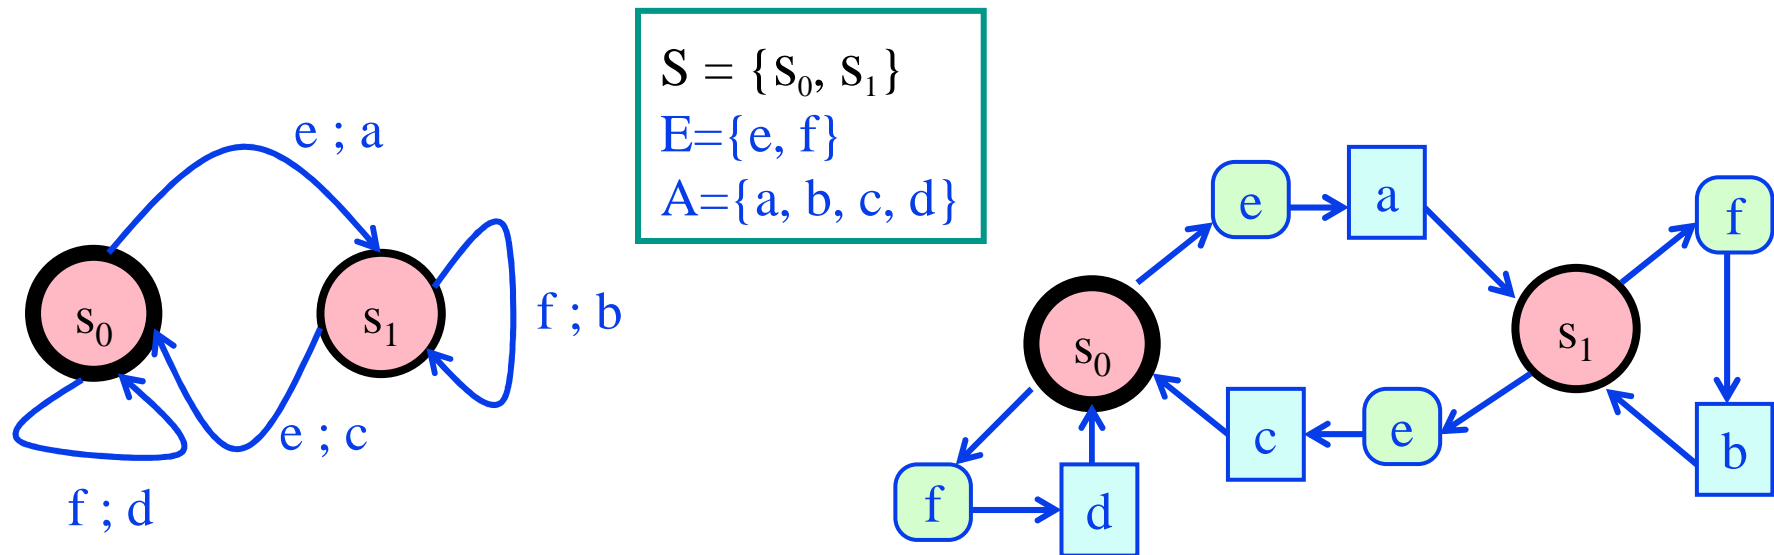 S = {s₀, s₁}
E={e, f}
A={a, b, c, d}
e ; a
s₀
s₁
f ; b
e ; c
f ; d
e
a
f
s₀
s₁
c
e
b
f
d